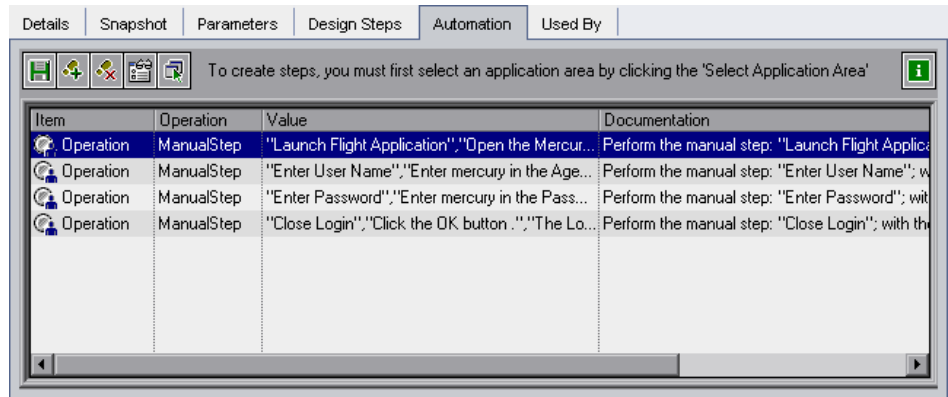 Details Snapshot Parameters Design Steps Automation Used By
To create steps, you must first select an application area by clicking the 'Select Application Area'
Item Operation Value Documentation
Operation ManualStep "Launch Flight Application","Open the Mercur... Perform the manual step: "Launch Flight Applica
Operation ManualStep "Enter User Name","Enter mercury in the Age... Perform the manual step: "Enter User Name"; w
Operation ManualStep "Enter Password","Enter mercury in the Pass... Perform the manual step: "Enter Password"; wit
Operation ManualStep "Close Login","Click the OK button .","The Lo... Perform the manual step: "Close Login"; with the